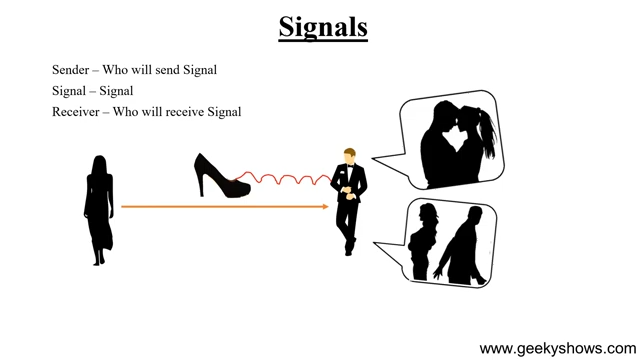 Signals
Sender – Who will send Signal
Signal – Signal
Receiver – Who will receive Signal
www.geekyshows.com